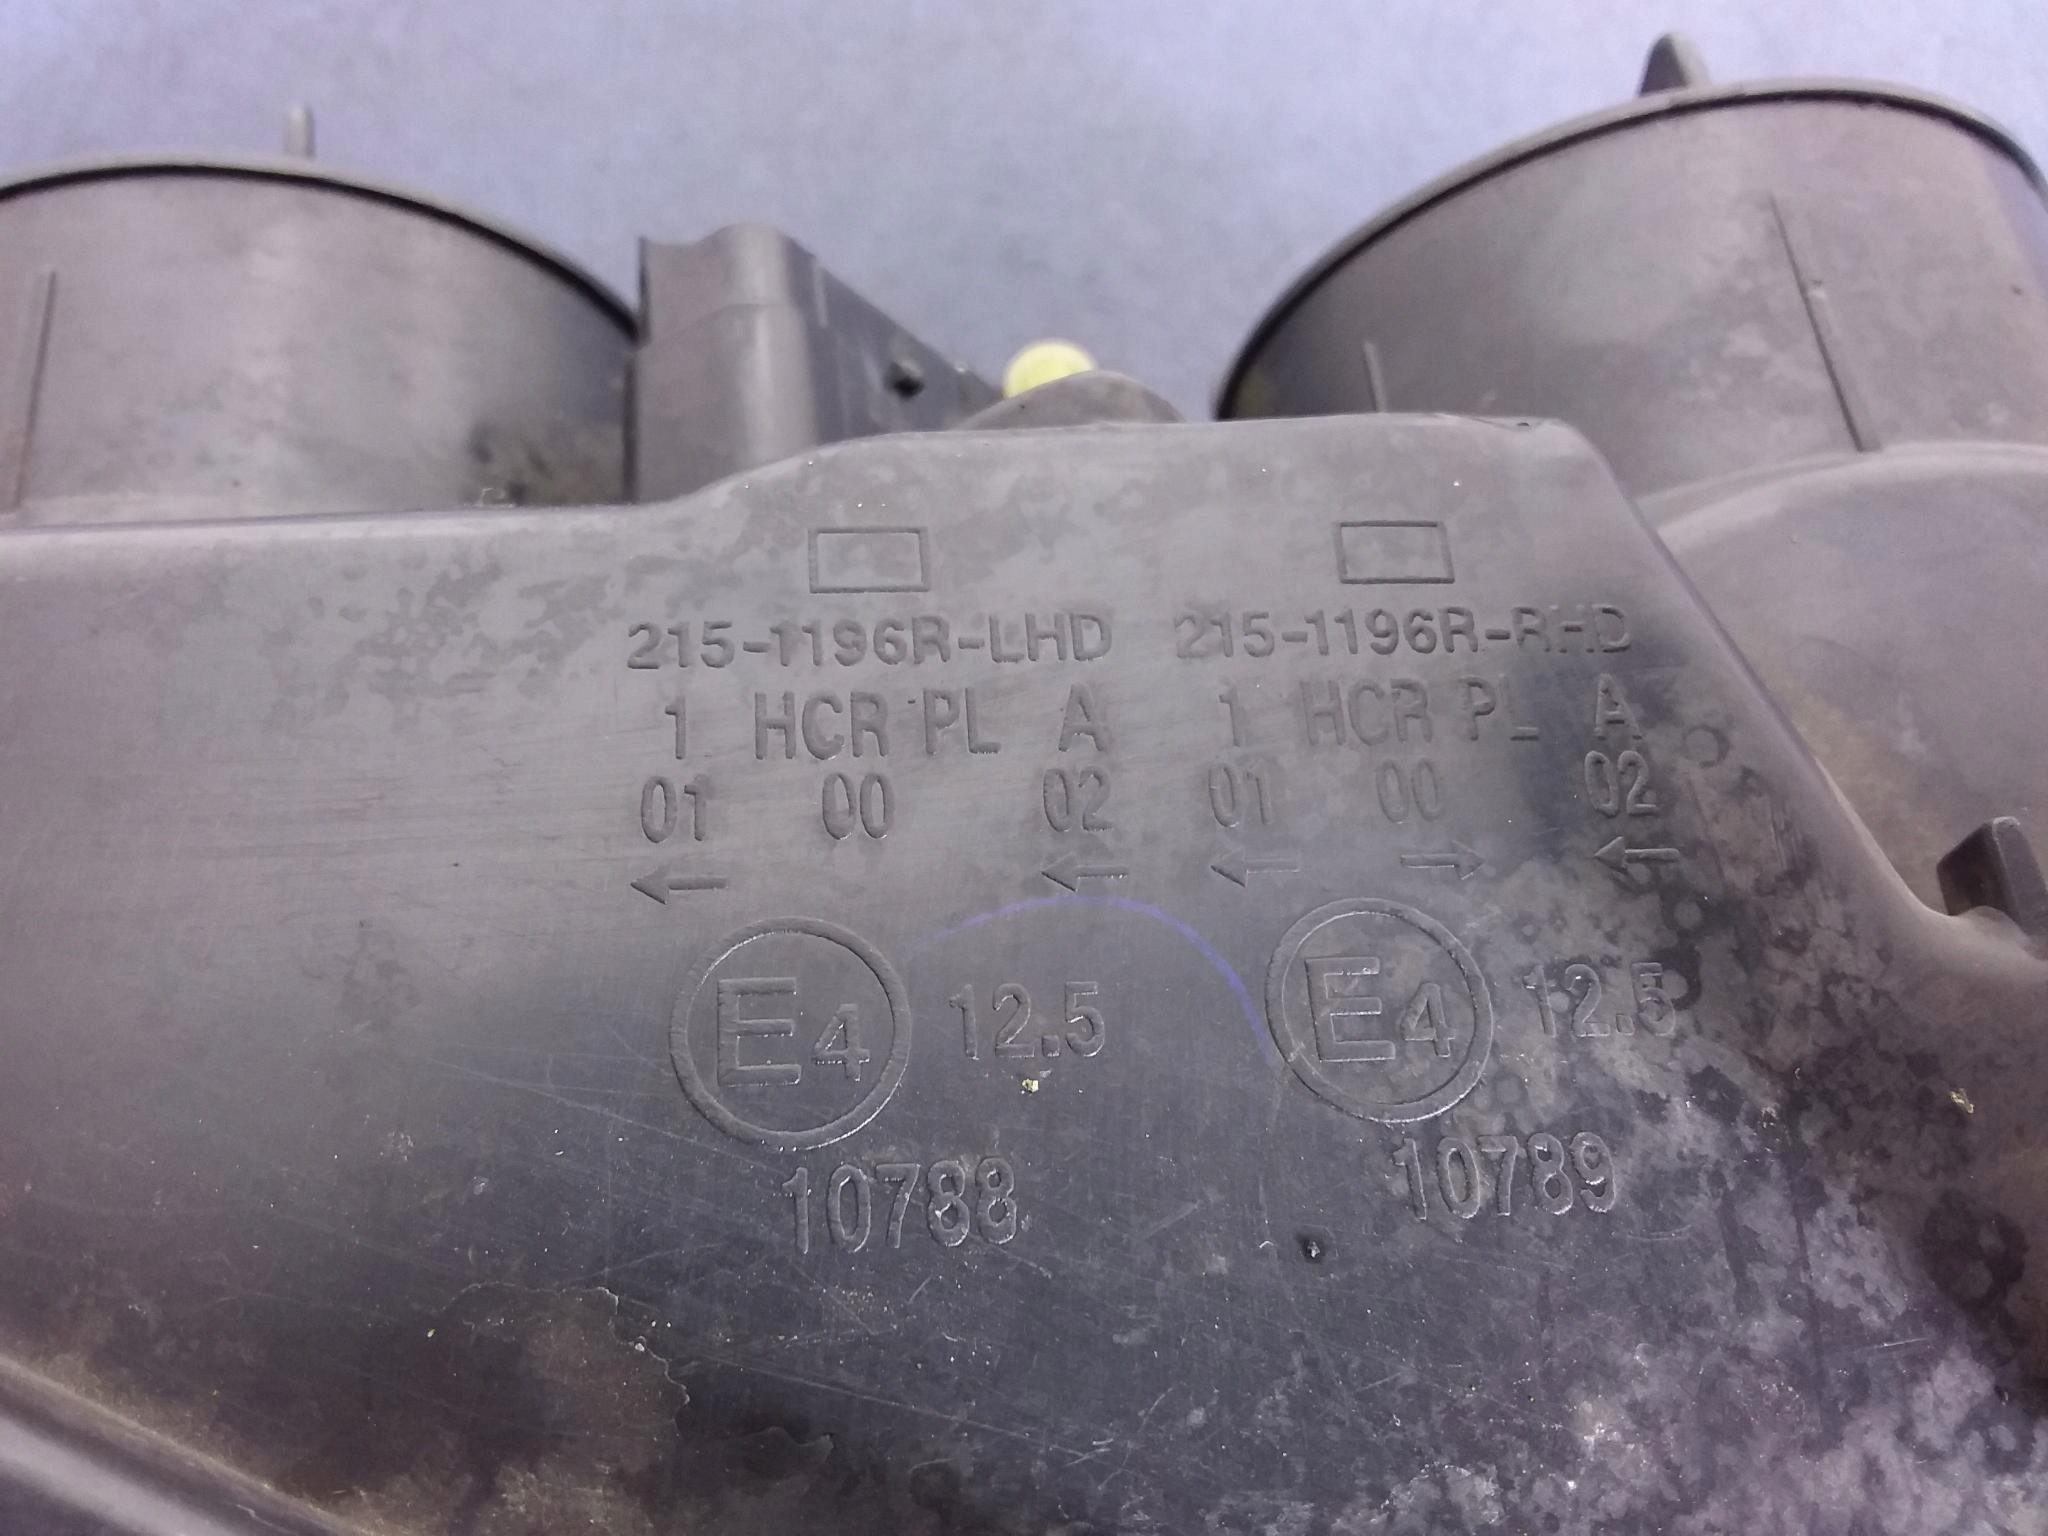 215-1196R-LHD 215-1196R-RHD
1 HCR PL A 1 HCR PL A
01 00 02 01 00 02
← ← ← → ←
E4 12.5 E4 12.5
10788 10789